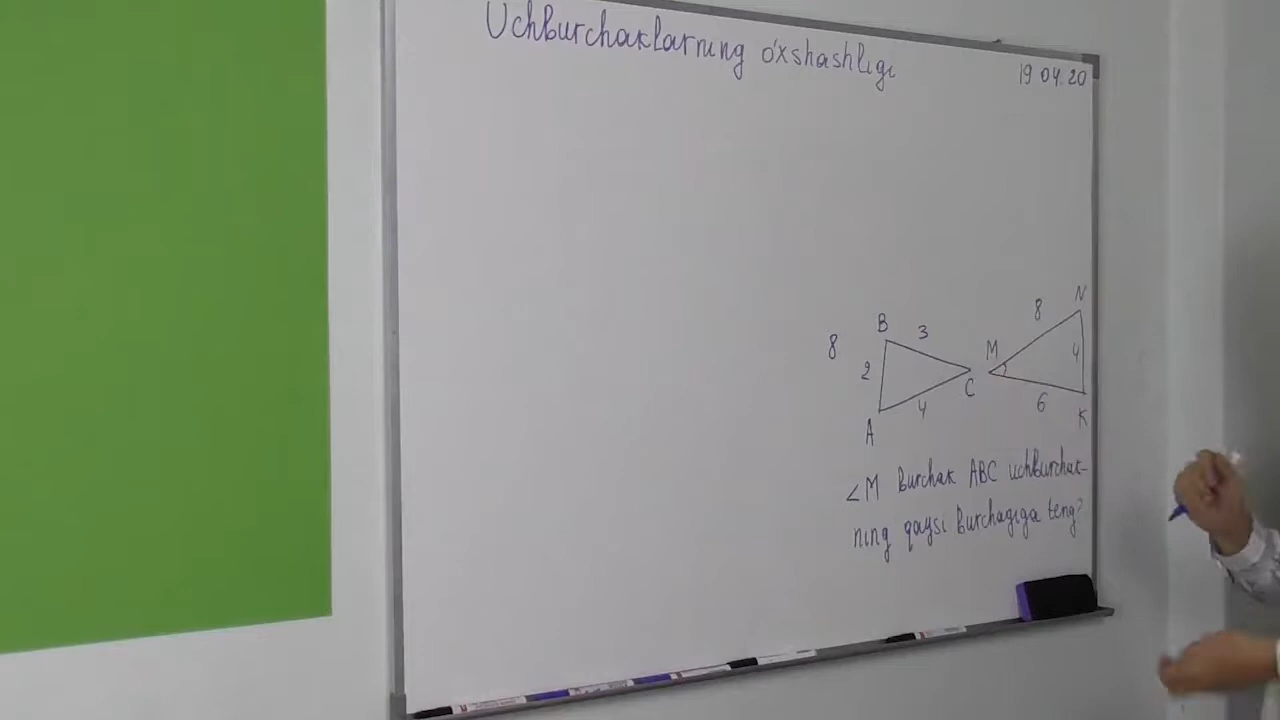 Uchburchaklarning o'xshashligi
19 04 20
8
B 3
2
C
4
A
N
8
M
4
6
K
∠M burchak ABC uchburchak-
ning qaysi burchagiga teng?